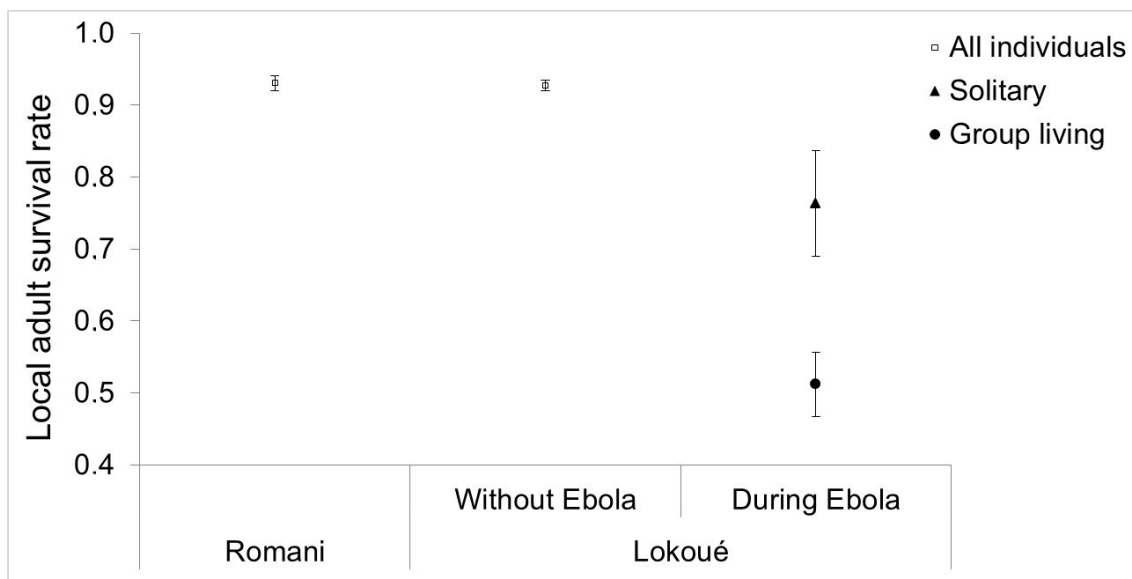 Local adult survival rate
1.0
0.9
0.8
0.7
0.6
0.5
0.4
All individuals
Solitary
Group living
Without Ebola
During Ebola
Romani
Lokoué